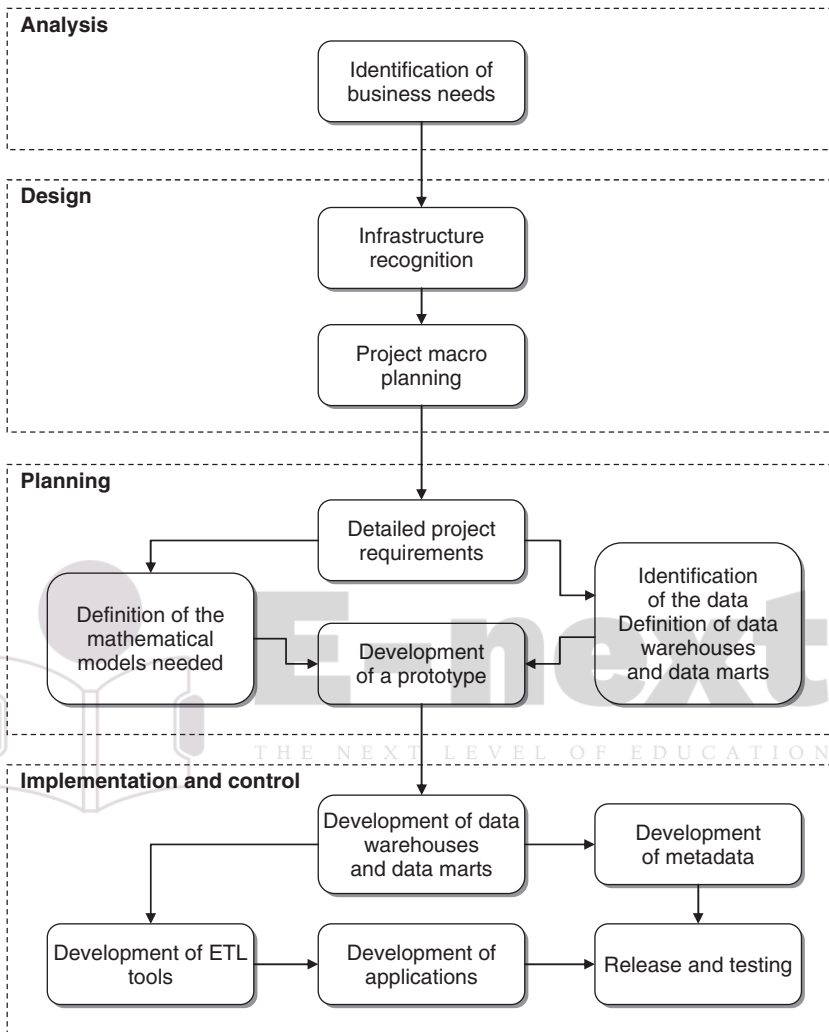 Analysis
Identification of
business needs
Design
Infrastructure
recognition
Project macro
planning
Planning
Detailed project
requirements
Definition of the
mathematical
models needed
Development
of a prototype
Identification
of the data
Definition of data
warehouses
and data marts
E-next
THE NEXT LEVEL OF EDUCATION
Implementation and control
Development of data
warehouses
and data marts
Development
of metadata
Development of ETL
tools
Development of
applications
Release and testing